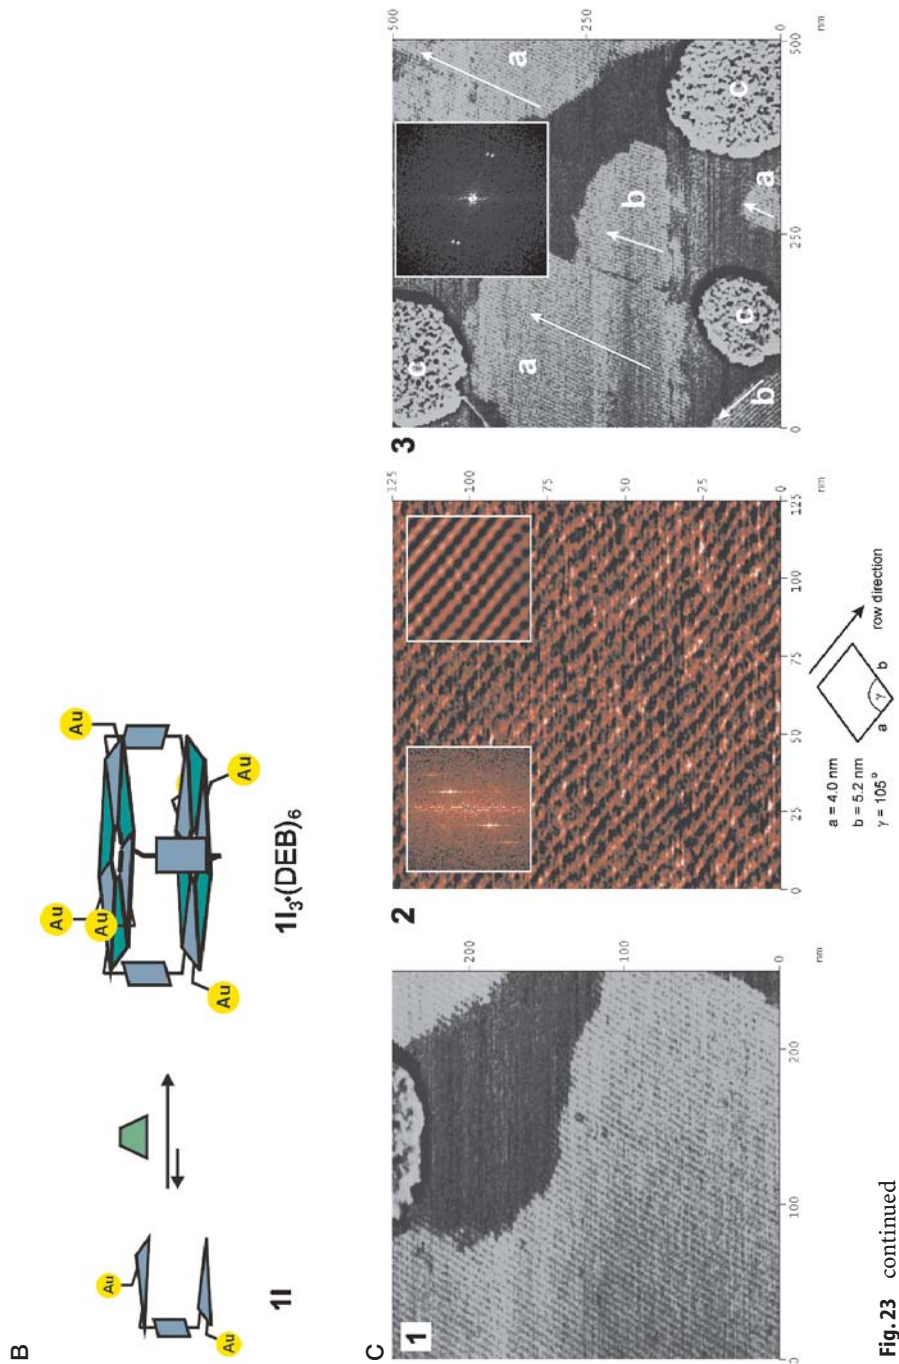 B
Au
Au
1I
Au
Au
Au
Au
Au
1I₃•(DEB)₆
C
1
200
100
0
nm
0
100
200
2
125
100
75
50
25
0
nm
0
25
50
75
100
125
a = 4.0 nm
b = 5.2 nm
γ = 105°
a
γ
b
row direction
3
500
250
0
nm
0
250
500
c
a
a
b
c
c
a
b
Fig. 23 continued